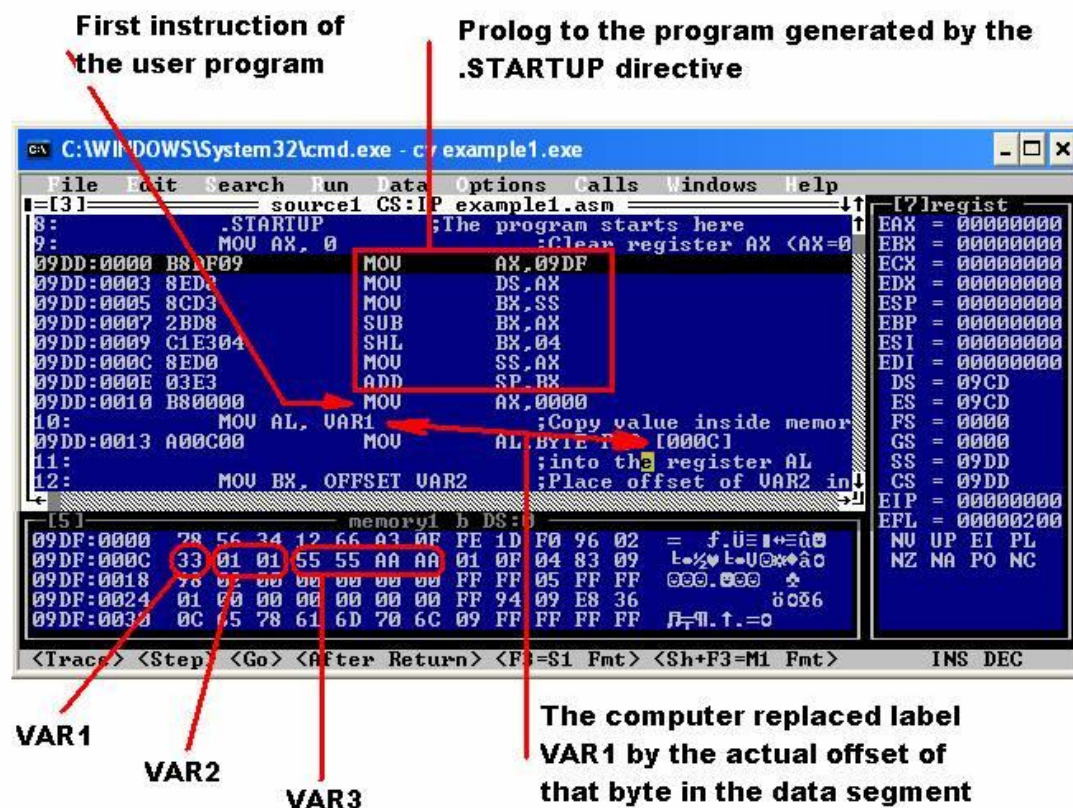 First instruction of
the user program
Prolog to the program generated by the
.STARTUP directive
C:\WINDOWS\System32\cmd.exe - cv example1.exe
File Edit Search Run Data Options Calls Windows Help
[3] source1 CS:IP example1.asm
8: .STARTUP ;The program starts here
9: MOV AX, 0 ;Clear register AX (AX=0
09DD:0000 B8DF09 MOV AX,09DF
09DD:0003 8ED8 MOV DS,AX
09DD:0005 8CD3 MOV BX,SS
09DD:0007 2BD8 SUB BX,AX
09DD:0009 C1E304 SHL BX,04
09DD:000C 8ED0 MOV SS,AX
09DD:000E 03E3 ADD SP,BX
09DD:0010 B80000 MOV AX,0000
10: MOV AL, VAR1 ;Copy value inside memor
09DD:0013 A00C00 MOV AL,BYTE [000C]
11: ;into the register AL
12: MOV BX, OFFSET VAR2 ;Place offset of VAR2 in
[7]regist
EAX = 00000000
EBX = 00000000
ECX = 00000000
EDX = 00000000
ESP = 00000000
EBP = 00000000
ESI = 00000000
EDI = 00000000
DS = 09CD
ES = 09CD
FS = 0000
GS = 0000
SS = 09DD
CS = 09DD
EIP = 00000000
EFL = 00000200
NV UP EI PL
NZ NA PO NC
[5] memory1 b DS:0
09DF:0000 78 56 34 12 66 A3 0F FE 1D F0 96 02
09DF:000C 33 01 01 55 55 AA AA 01 0F 04 83 09
09DF:0018 00 00 00 00 00 FF FF 05 FF FF
09DF:0024 01 00 00 00 00 00 FF 94 09 E8 36
09DF:0030 0C 65 78 61 6D 70 6C 09 FF FF FF FF
<Trace> <Step> <Go> <After Return> <F3=S1 Fmt> <Sh+F3=M1 Fmt> INS DEC
VAR1
VAR2
VAR3
The computer replaced label
VAR1 by the actual offset of
that byte in the data segment